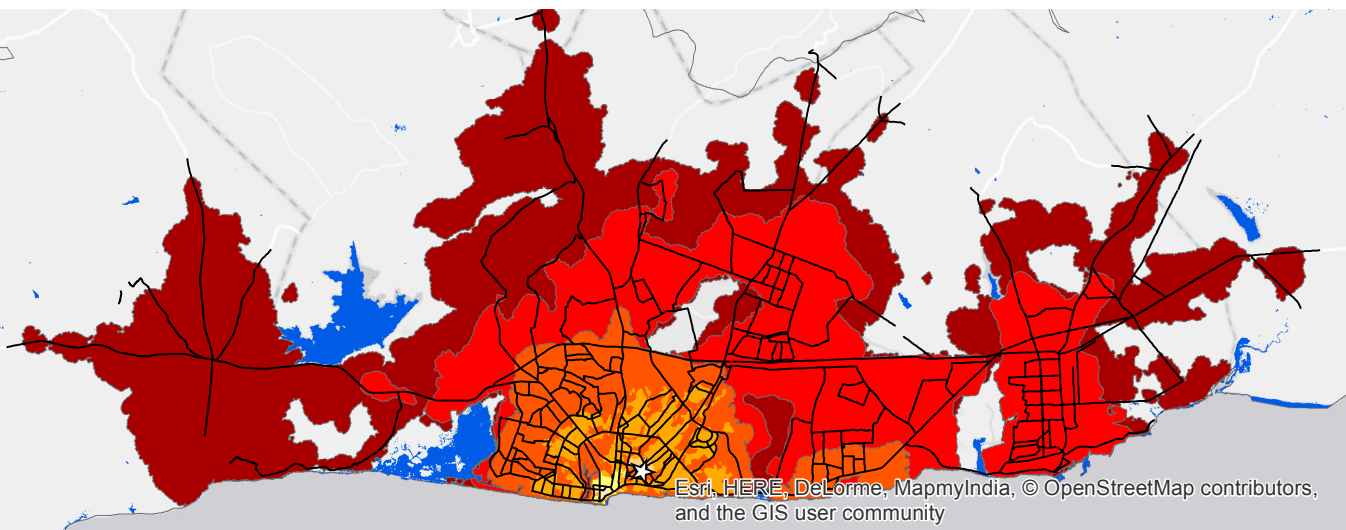 Esri, HERE, DeLorme, MapmyIndia, © OpenStreetMap contributors,
and the GIS user community